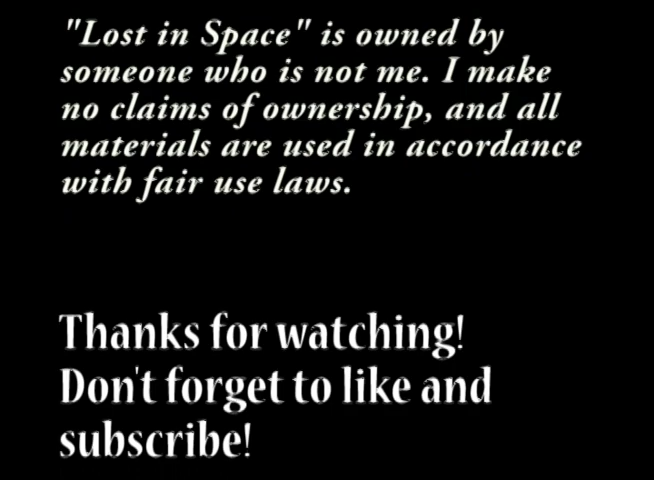 "Lost in Space" is owned by
someone who is not me. I make
no claims of ownership, and all
materials are used in accordance
with fair use laws.
Thanks for watching!
Don't forget to like and
subscribe!